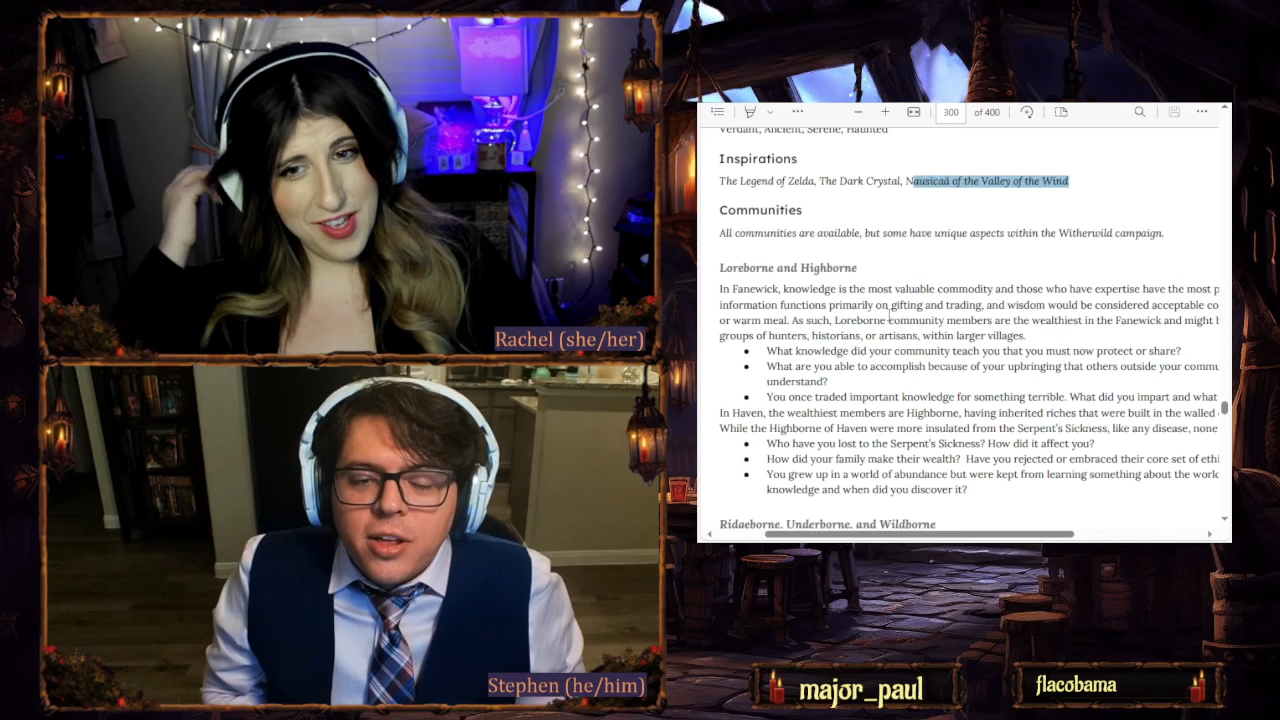 Rachel (she/her)
Stephen (he/him)
300 of 400
Verdant, Ancient, Serene, Haunted
Inspirations
The Legend of Zelda, The Dark Crystal, Nausicaä of the Valley of the Wind
Communities
All communities are available, but some have unique aspects within the Witherwild campaign.
Loreborne and Highborne
In Fanewick, knowledge is the most valuable commodity and those who have expertise have the most p
information functions primarily on gifting and trading, and wisdom would be considered acceptable co
or warm meal. As such, Loreborne community members are the wealthiest in the Fanewick and might b
groups of hunters, historians, or artisans, within larger villages.
● What knowledge did your community teach you that you must now protect or share?
● What are you able to accomplish because of your upbringing that others outside your commu
understand?
● You once traded important knowledge for something terrible. What did you impart and what
In Haven, the wealthiest members are Highborne, having inherited riches that were built in the walled
While the Highborne of Haven were more insulated from the Serpent's Sickness, like any disease, none
● Who have you lost to the Serpent's Sickness? How did it affect you?
● How did your family make their wealth? Have you rejected or embraced their core set of ethi
● You grew up in a world of abundance but were kept from learning something about the world
knowledge and when did you discover it?
Ridgeborne, Underborne, and Wildborne
major_paul
flacobama